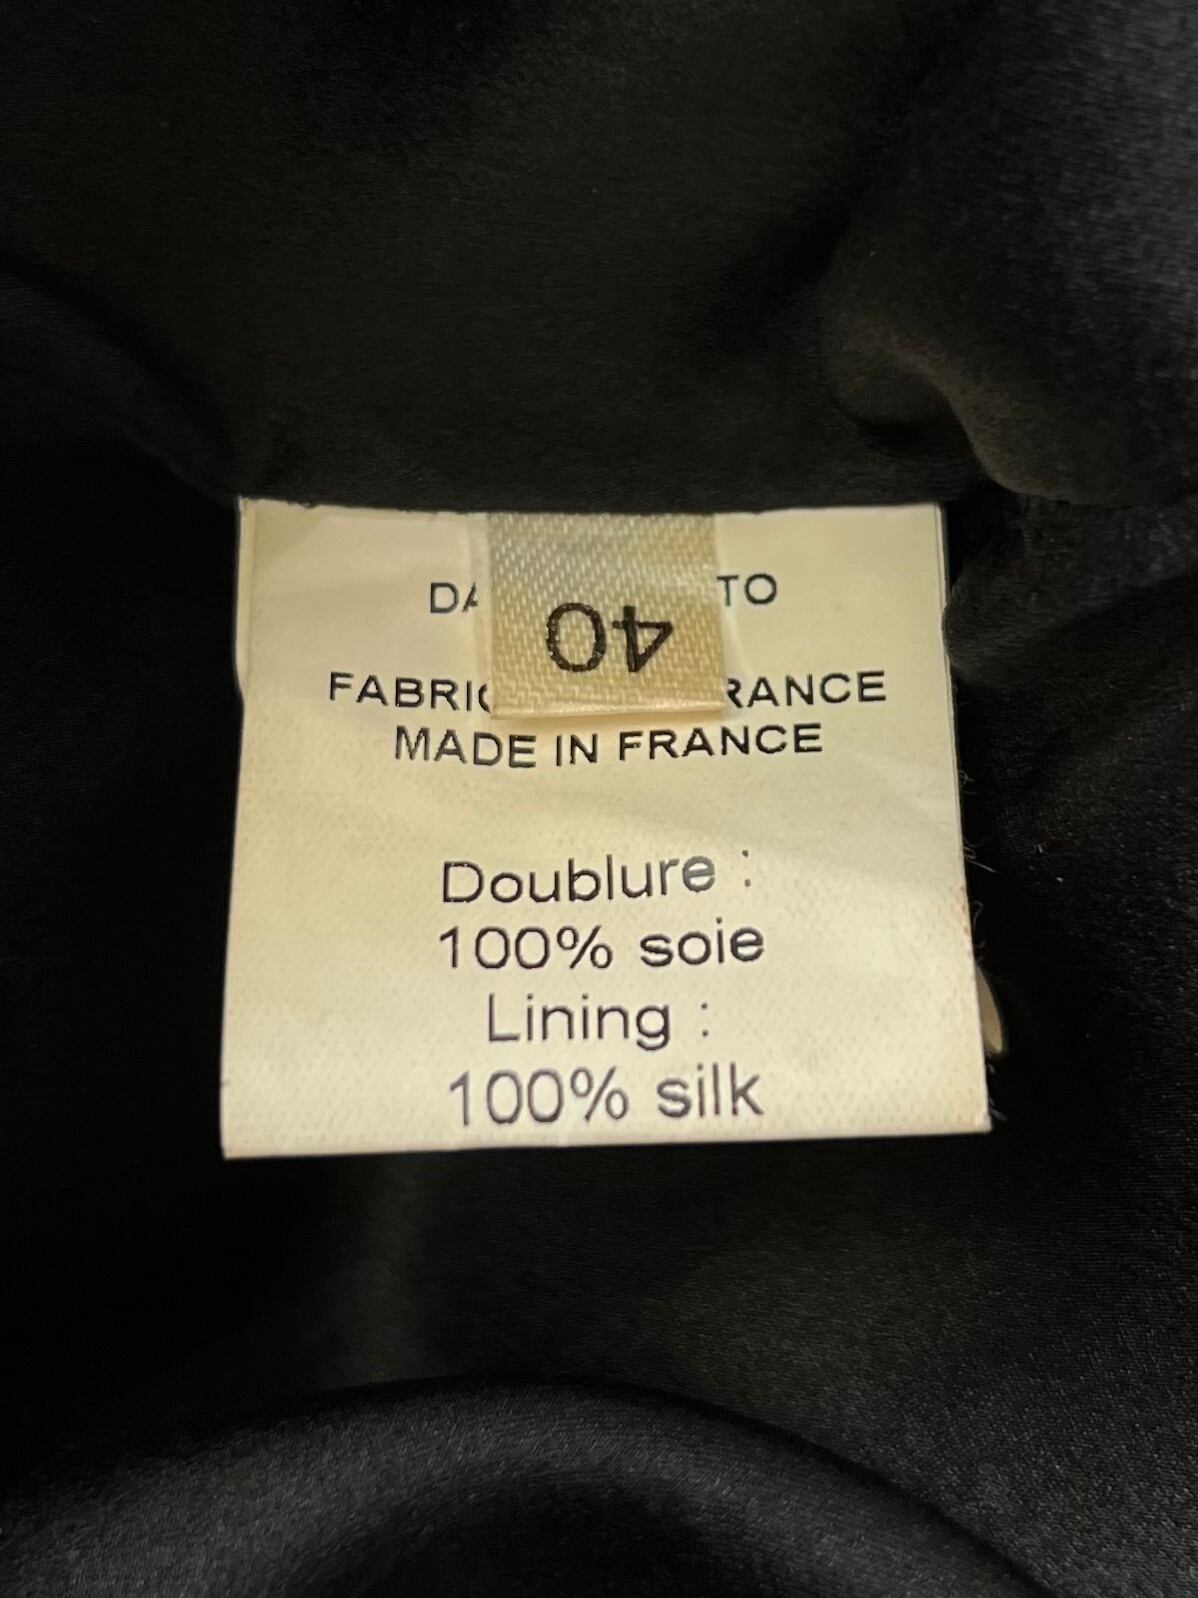 40
MADE IN FRANCE
Doublure :
100% soie
Lining :
100% silk